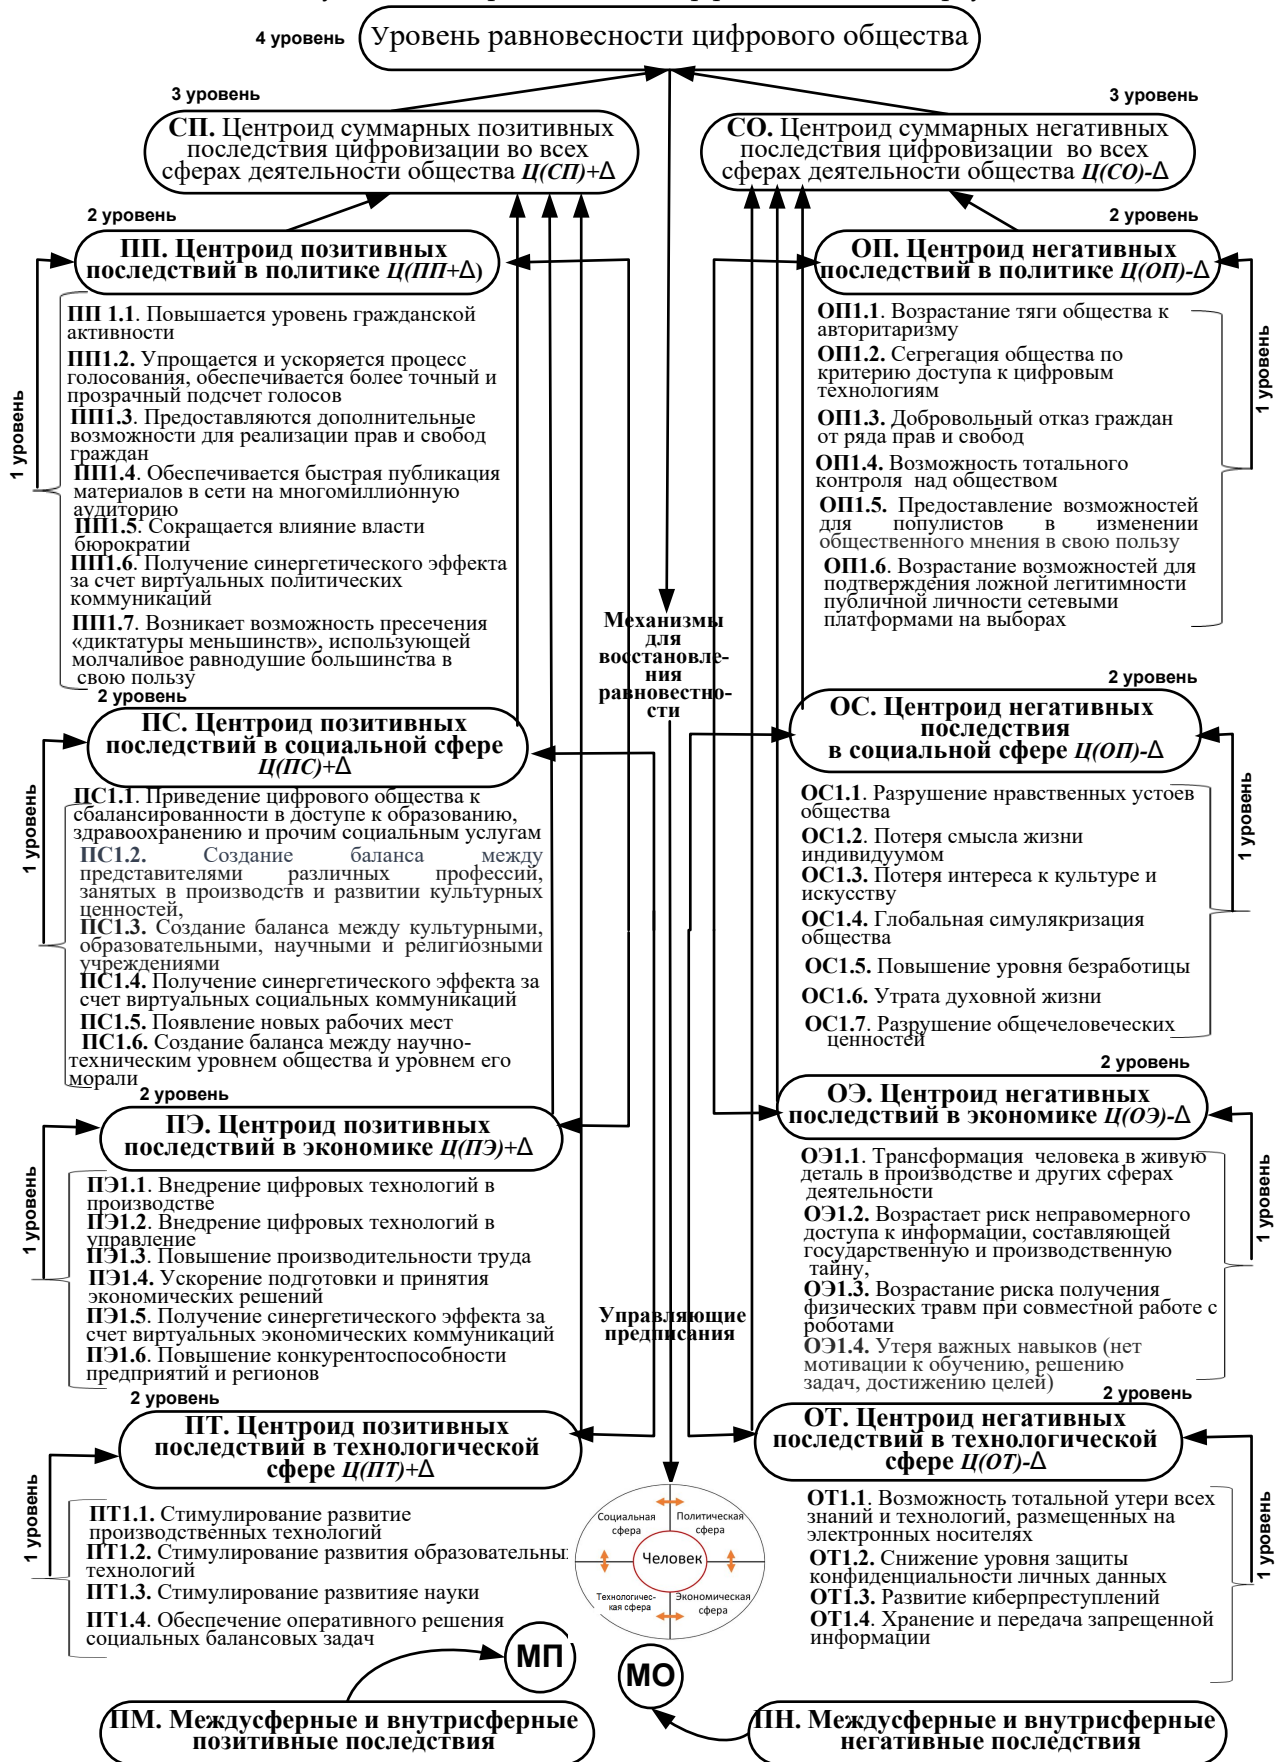 4 уровень
Уровень равновесности цифрового общества
3 уровень
СП. Центроид суммарных позитивных
последствия цифровизации во всех
сферах деятельности общества Ц(СП)+Δ
3 уровень
СО. Центроид суммарных негативных
последствия цифровизации во всех
сферах деятельности общества Ц(СО)-Δ
2 уровень
ПП. Центроид позитивных
последствий в политике Ц(ПП+Δ)
1 уровень
ПП 1.1. Повышается уровень гражданской
активности
ПП1.2. Упрощается и ускоряется процесс
голосования, обеспечивается более точный и
прозрачный подсчет голосов
ПП1.3. Предоставляются дополнительные
возможности для реализации прав и свобод
граждан
ПП1.4. Обеспечивается быстрая публикация
материалов в сети на многомиллионную
аудиторию
ПП1.5. Сокращается влияние власти
бюрократии
ПП1.6. Получение синергетического эффекта
за счет виртуальных политических
коммуникаций
ПП1.7. Возникает возможность пресечения
«диктатуры меньшинств», использующей
молчаливое равнодушие большинства в
свою пользу
2 уровень
ОП. Центроид негативных
последствий в политике Ц(ОП)-Δ
1 уровень
ОП1.1. Возрастание тяги общества к
авторитаризму
ОП1.2. Сегрегация общества по
критерию доступа к цифровым
технологиям
ОП1.3. Добровольный отказ граждан
от ряда прав и свобод
ОП1.4. Возможность тотального
контроля над обществом
ОП1.5. Предоставление возможностей
для популистов в изменении
общественного мнения в свою пользу
ОП1.6. Возрастание возможностей для
подтверждения ложной легитимности
публичной личности сетевыми
платформами на выборах
Механизмы
для
восстановле-
ния
равновестно-
сти
2 уровень
ПС. Центроид позитивных
последствий в социальной сфере
Ц(ПС)+Δ
1 уровень
ПС1.1. Приведение цифрового общества к
сбалансированности в доступе к образованию,
здравоохранению и прочим социальным услугам
ПС1.2. Создание баланса между
представителями различных профессий,
занятых в производств и развитии культурных
ценностей,
ПС1.3. Создание баланса между культурными,
образовательными, научными и религиозными
учреждениями
ПС1.4. Получение синергетического эффекта за
счет виртуальных социальных коммуникаций
ПС1.5. Появление новых рабочих мест
ПС1.6. Создание баланса между научно-
техническим уровнем общества и уровнем его
морали
2 уровень
ОС. Центроид негативных
последствия
в социальной сфере Ц(ОП)-Δ
1 уровень
ОС1.1. Разрушение нравственных устоев
общества
ОС1.2. Потеря смысла жизни
индивидуумом
ОС1.3. Потеря интереса к культуре и
искусству
ОС1.4. Глобальная симулякризация
общества
ОС1.5. Повышение уровня безработицы
ОС1.6. Утрата духовной жизни
ОС1.7. Разрушение общечеловеческих
ценностей
2 уровень
ПЭ. Центроид позитивных
последствий в экономике Ц(ПЭ)+Δ
1 уровень
ПЭ1.1. Внедрение цифровых технологий в
производстве
ПЭ1.2. Внедрение цифровых технологий в
управление
ПЭ1.3. Повышение производительности труда
ПЭ1.4. Ускорение подготовки и принятия
экономических решений
ПЭ1.5. Получение синергетического эффекта за
счет виртуальных экономических коммуникаций
ПЭ1.6. Повышение конкурентоспособности
предприятий и регионов
2 уровень
ОЭ. Центроид негативных
последствий в экономике Ц(ОЭ)-Δ
1 уровень
ОЭ1.1. Трансформация человека в живую
деталь в производстве и других сферах
деятельности
ОЭ1.2. Возрастает риск неправомерного
доступа к информации, составляющей
государственную и производственную
тайну,
ОЭ1.3. Возрастание риска получения
физических травм при совместной работе с
роботами
ОЭ1.4. Утеря важных навыков (нет
мотивации к обучению, решению
задач, достижению целей)
Управляющие
предписания
2 уровень
ПТ. Центроид позитивных
последствий в технологической
сфере Ц(ПТ)+Δ
1 уровень
ПТ1.1. Стимулирование развитие
производственных технологий
ПТ1.2. Стимулирование развития образовательны
технологий
ПТ1.3. Стимулирование развитияе науки
ПТ1.4. Обеспечение оперативного решения
социальных балансовых задач
2 уровень
ОТ. Центроид негативных
последствий в технологической
сфере Ц(ОТ)-Δ
1 уровень
ОТ1.1. Возможность тотальной утери всех
знаний и технологий, размещенных на
электронных носителях
ОТ1.2. Снижение уровня защиты
конфиденциальности личных данных
ОТ1.3. Развитие киберпреступлений
ОТ1.4. Хранение и передача запрещенной
информации
Социальная
сфера
Политическая
сфера
Человек
Технологичес-
кая сфера
Экономическая
сфера
МП
МО
ПМ. Междусферные и внутрисферные
позитивные последствия
ПН. Междусферные и внутрисферные
негативные последствия